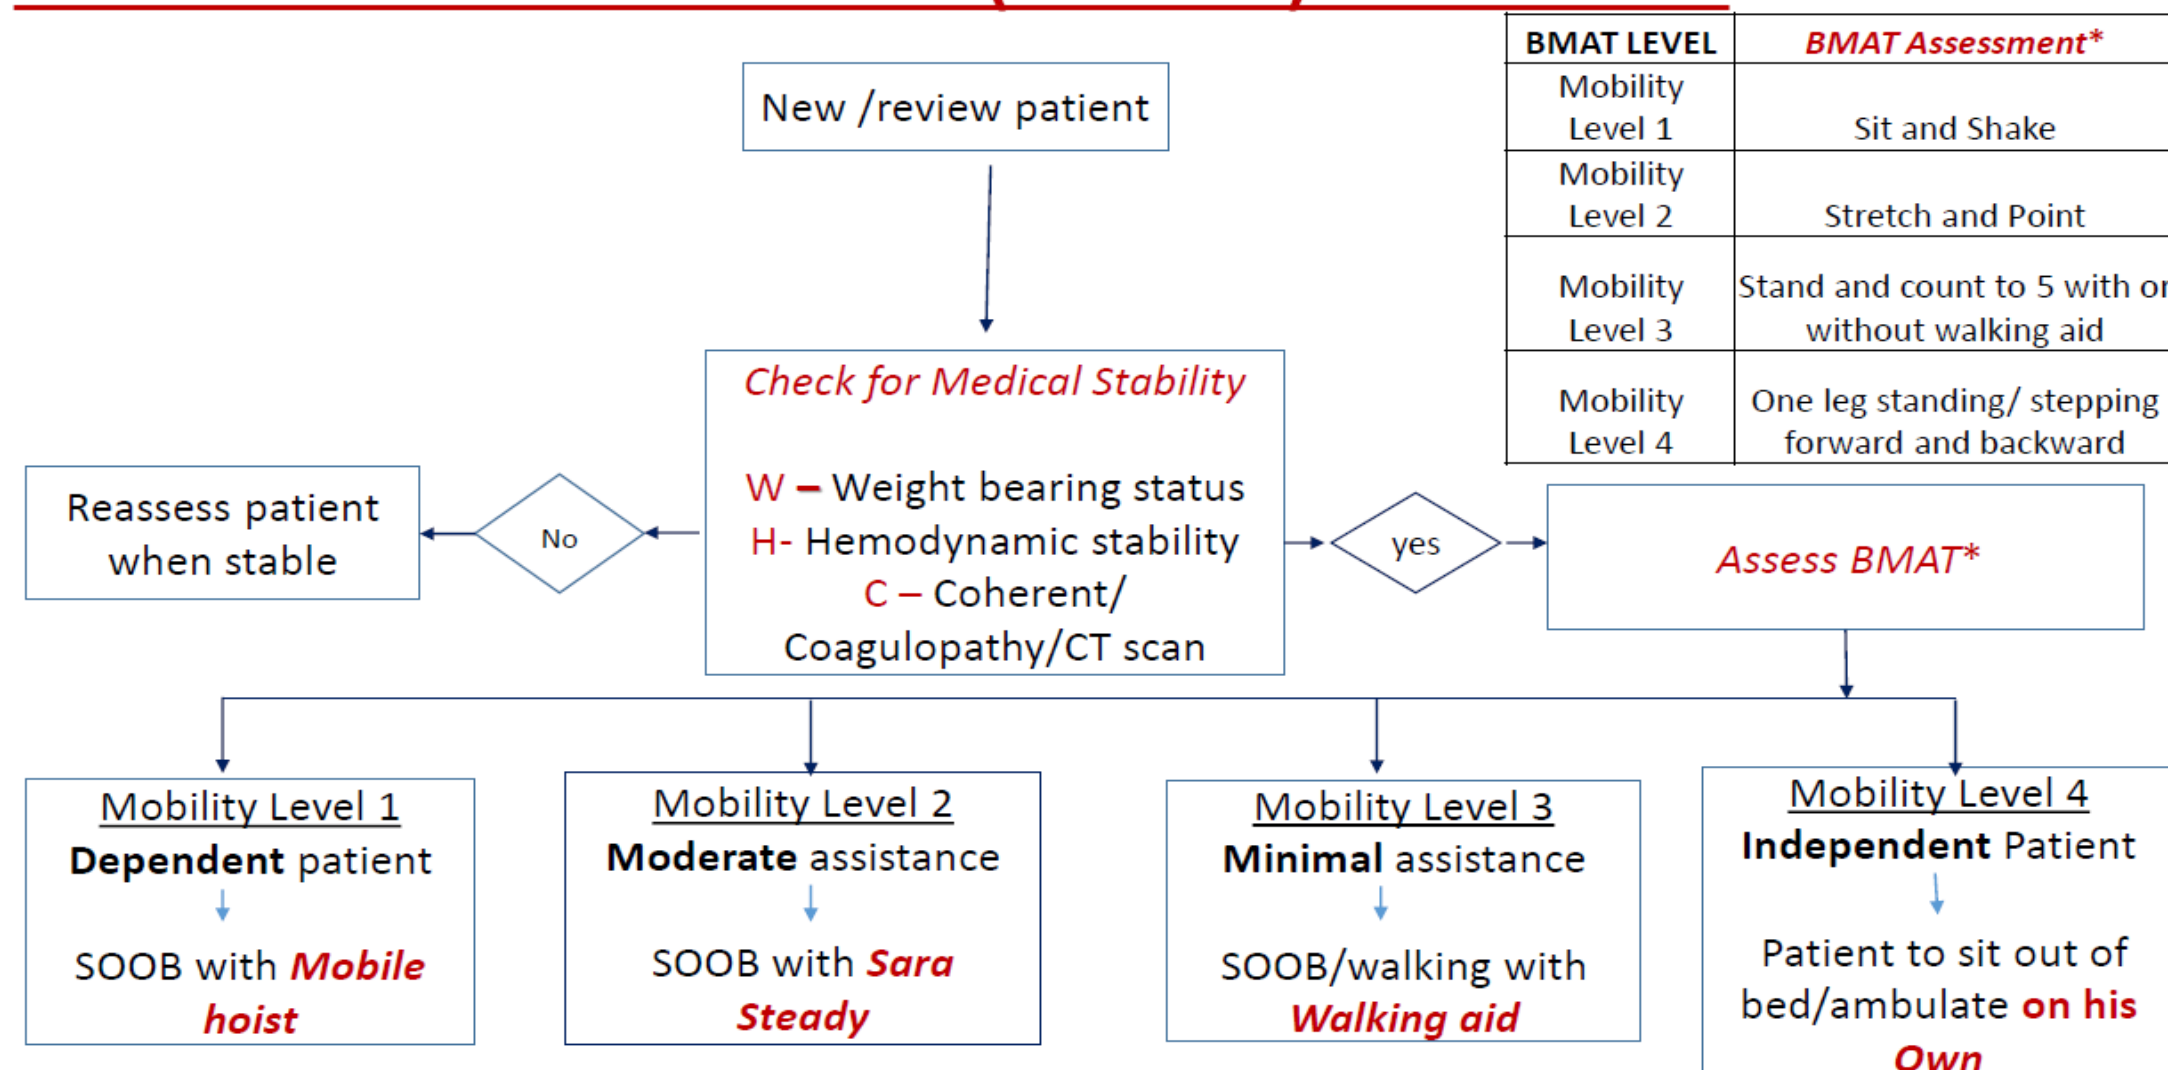 BMAT LEVEL
BMAT Assessment*
Mobility
Level 1
Sit and Shake
Mobility
Level 2
Stretch and Point
Mobility
Level 3
Stand and count to 5 with or
without walking aid
Mobility
Level 4
One leg standing/ stepping
forward and backward
New /review patient
Check for Medical Stability
W – Weight bearing status
H- Hemodynamic stability
C – Coherent/
Coagulopathy/CT scan
No
Reassess patient
when stable
yes
Assess BMAT*
Mobility Level 1
Dependent patient
SOOB with Mobile
hoist
Mobility Level 2
Moderate assistance
SOOB with Sara
Steady
Mobility Level 3
Minimal assistance
SOOB/walking with
Walking aid
Mobility Level 4
Independent Patient
Patient to sit out of
bed/ambulate on his
Own